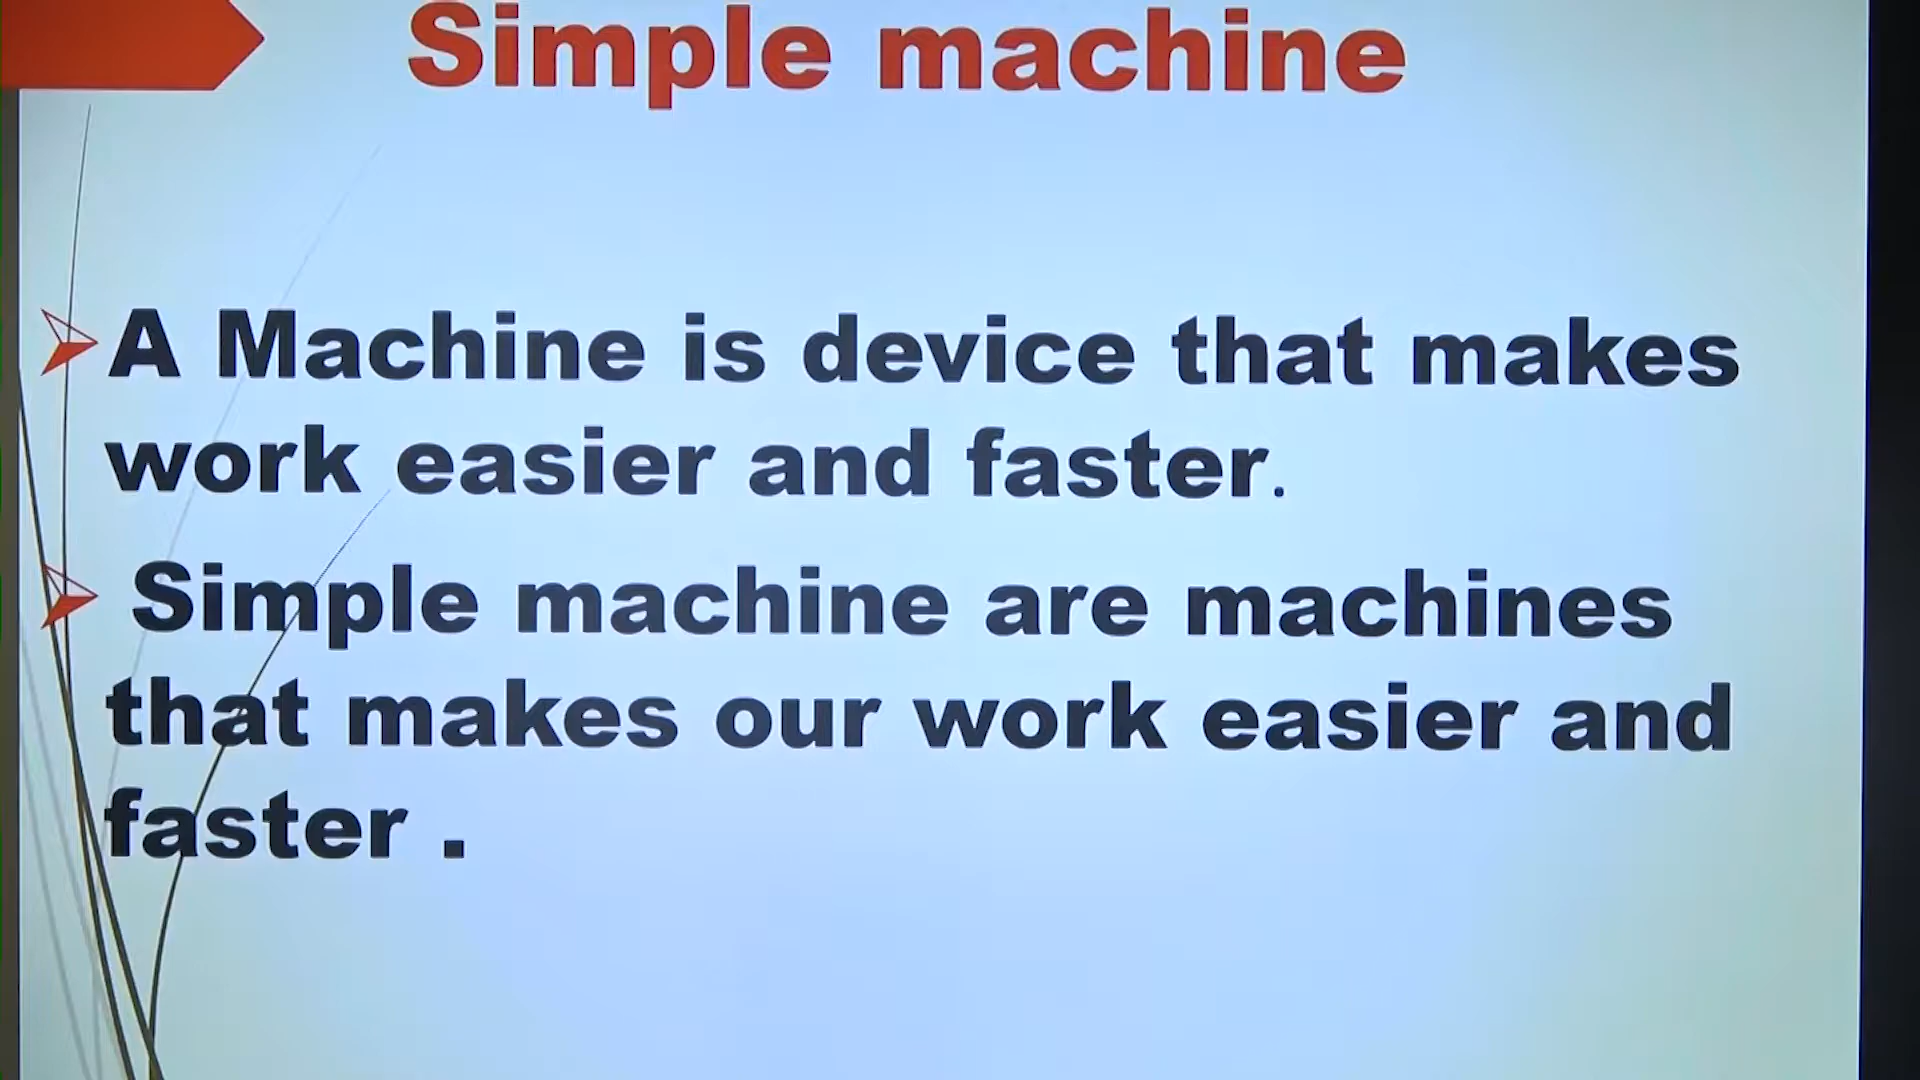 Simple machine
A Machine is device that makes
work easier and faster.
Simple machine are machines
that makes our work easier and
faster .